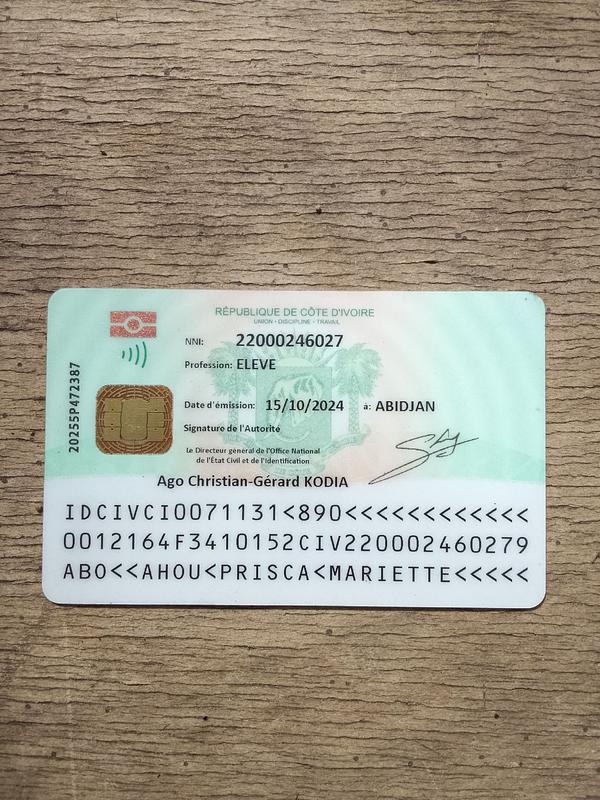 RÉPUBLIQUE DE CÔTE D'IVOIRE
UNION - DISCIPLINE - TRAVAIL
NNI: 22000246027
Profession: ELEVE
Date d'émission: 15/10/2024 à: ABIDJAN
Signature de l'Autorité
Le Directeur général de l'Office National
de l'État Civil et de l'Identification
Ago Christian-Gérard KODIA
20255P472387
IDCIVCI0071131<890<<<<<<<<<<<<
0012164F3410152CIV220002460279
ABO<<AHOU<PRISCA<MARIETTE<<<<<